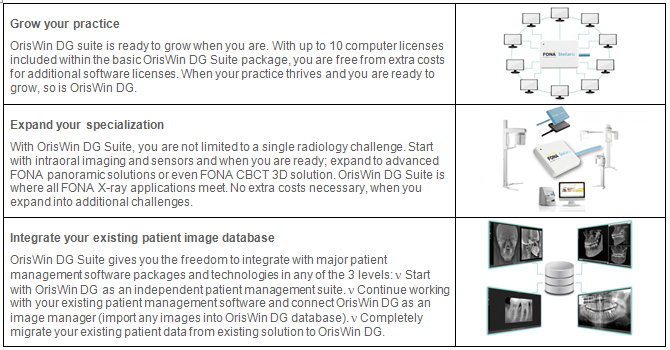 Grow your practice
OrisWin DG suite is ready to grow when you are. With up to 10 computer licenses
included within the basic OrisWin DG Suite package, you are free from extra costs
for additional software licenses. When your practice thrives and you are ready to
grow, so is OrisWin DG.
FONA
Expand your specialization
With OrisWin DG Suite, you are not limited to a single radiology challenge. Start
with intraoral imaging and sensors and when you are ready; expand to advanced
FONA panoramic solutions or even FONA CBCT 3D solution. OrisWin DG Suite is
where all FONA X-ray applications meet. No extra costs necessary, when you
expand into additional challenges.
FONA
Integrate your existing patient image database
OrisWin DG Suite gives you the freedom to integrate with major patient
management software packages and technologies in any of the 3 levels: ν Start
with OrisWin DG as an independent patient management suite. ν Continue working
with your existing patient management software and connect OrisWin DG as an
image manager (import any images into OrisWin DG database). ν Completely
migrate your existing patient data from existing solution to OrisWin DG.